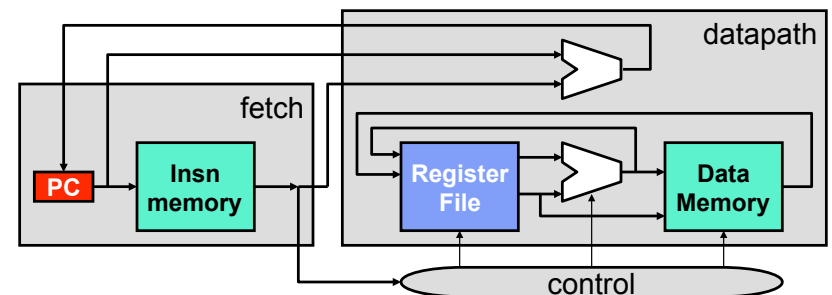 datapath
fetch
PC
Insn
memory
Register
File
Data
Memory
control